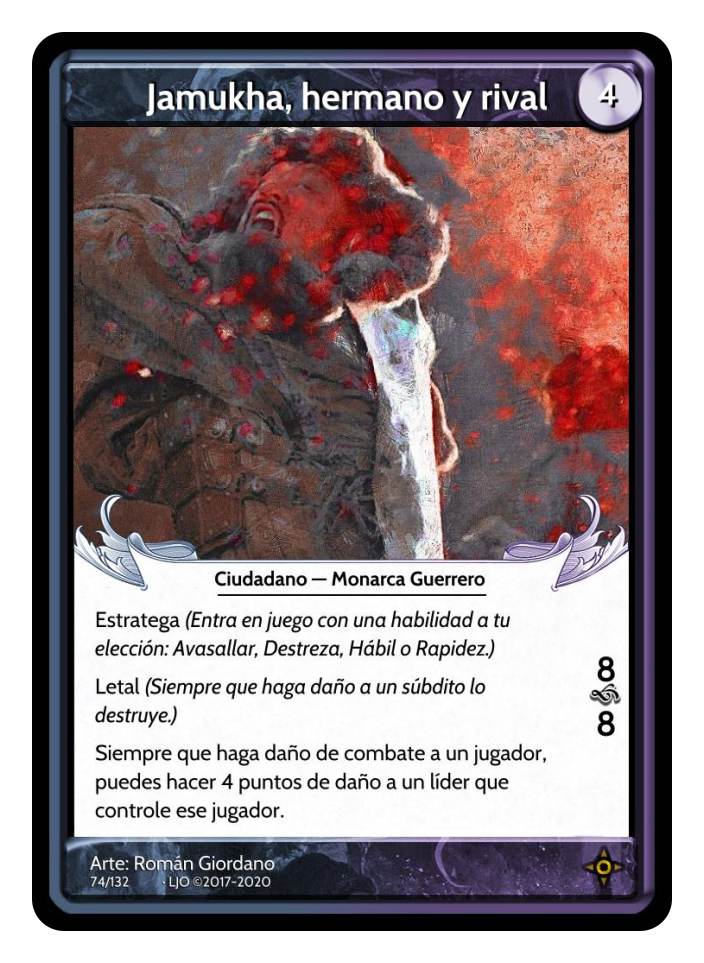 Jamukha, hermano y rival
4
Ciudadano — Monarca Guerrero
Estratega (Entra en juego con una habilidad a tu
elección: Avasallar, Destreza, Hábil o Rapidez.)
Letal (Siempre que haga daño a un súbdito lo
destruye.)
Siempre que haga daño de combate a un jugador,
puedes hacer 4 puntos de daño a un líder que
controle ese jugador.
8
8
Arte: Román Giordano
74/132 · LJO ©2017-2020